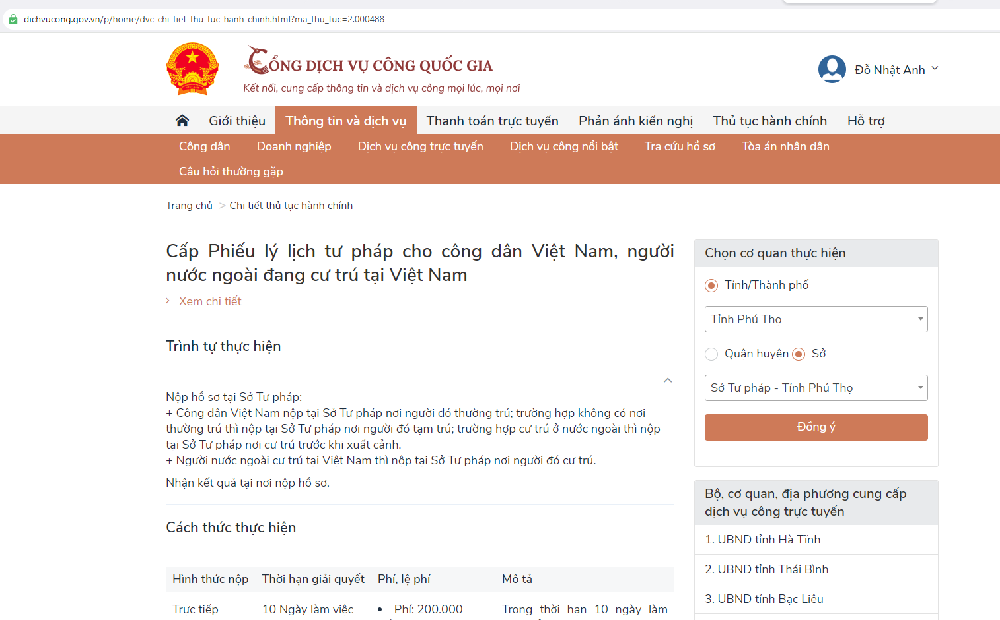 dichvucong.gov.vn/p/home/dvc-chi-tiet-thu-tuc-hanh-chinh.html?ma_thu_tuc=2.000488
CỔNG DỊCH VỤ CÔNG QUỐC GIA
Kết nối, cung cấp thông tin và dịch vụ công mọi lúc, mọi nơi
Đỗ Nhật Anh
Giới thiệu
Thông tin và dịch vụ
Thanh toán trực tuyến
Phản ánh kiến nghị
Thủ tục hành chính
Hỗ trợ
Công dân
Doanh nghiệp
Dịch vụ công trực tuyến
Dịch vụ công nổi bật
Tra cứu hồ sơ
Tòa án nhân dân
Câu hỏi thường gặp
Trang chủ > Chi tiết thủ tục hành chính
Cấp Phiếu lý lịch tư pháp cho công dân Việt Nam, người
nước ngoài đang cư trú tại Việt Nam
Xem chi tiết
Trình tự thực hiện
Nộp hồ sơ tại Sở Tư pháp:
+ Công dân Việt Nam nộp tại Sở Tư pháp nơi người đó thường trú; trường hợp không có nơi
thường trú thì nộp tại Sở Tư pháp nơi người đó tạm trú; trường hợp cư trú ở nước ngoài thì nộp
tại Sở Tư pháp nơi cư trú trước khi xuất cảnh.
+ Người nước ngoài cư trú tại Việt Nam thì nộp tại Sở Tư pháp nơi người đó cư trú.
Nhận kết quả tại nơi nộp hồ sơ.
Cách thức thực hiện
Hình thức nộp
Thời hạn giải quyết
Phí, lệ phí
Mô tả
Trực tiếp
10 Ngày làm việc
• Phí: 200.000
Trong thời hạn 10 ngày làm
Chọn cơ quan thực hiện
Tỉnh/Thành phố
Tỉnh Phú Thọ
Quận huyện
Sở
Sở Tư pháp - Tỉnh Phú Thọ
Đồng ý
Bộ, cơ quan, địa phương cung cấp
dịch vụ công trực tuyến
1. UBND tỉnh Hà Tĩnh
2. UBND tỉnh Thái Bình
3. UBND tỉnh Bạc Liêu